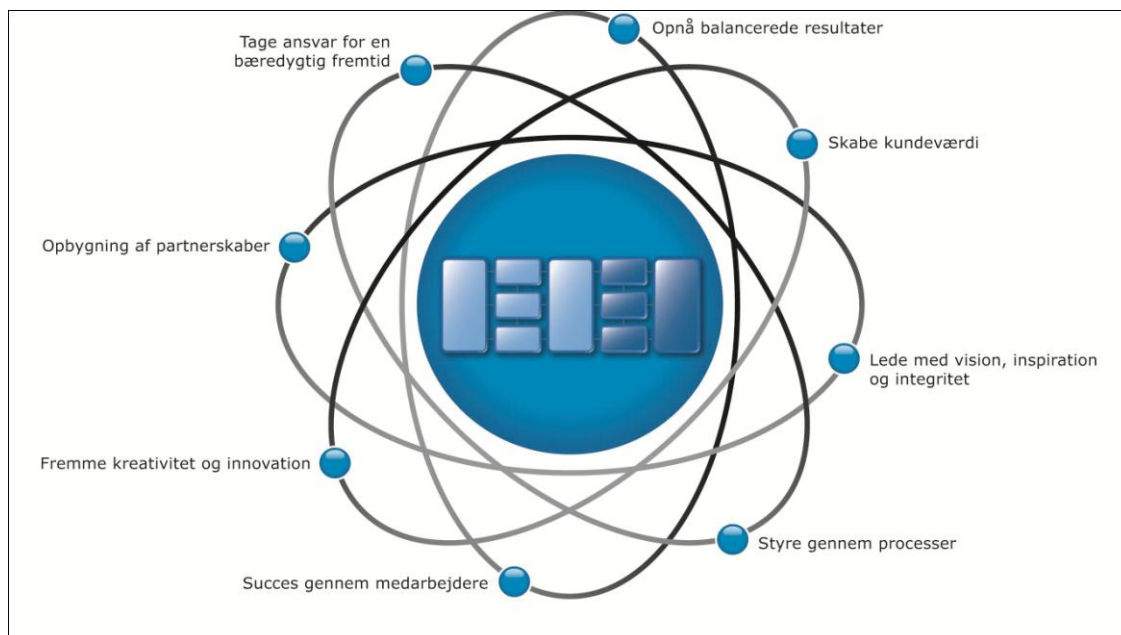 Opnå balancerede resultater
Tage ansvar for en
bæredygtig fremtid
Skabe kundeværdi
Opbygning af partnerskaber
Lede med vision, inspiration
og integritet
Fremme kreativitet og innovation
Styre gennem processer
Succes gennem medarbejdere